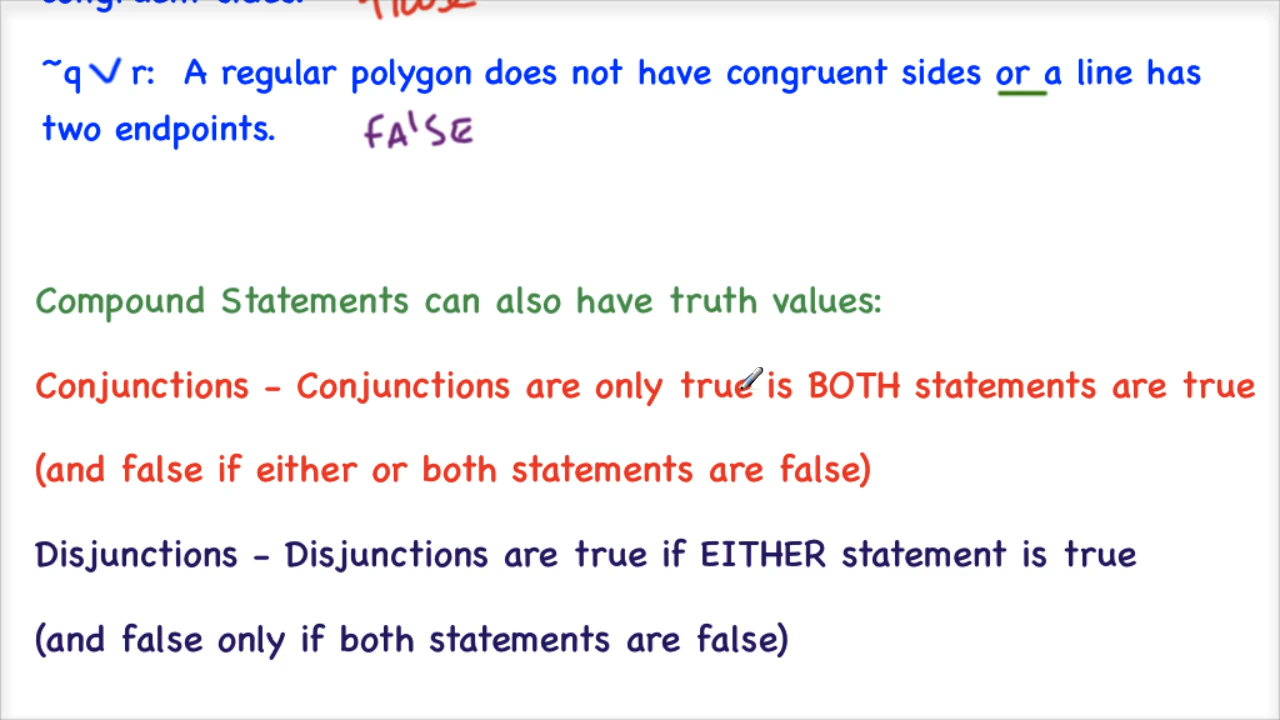 congruent sides.
~q ∨ r: A regular polygon does not have congruent sides or a line has
two endpoints. FAlSE
Compound Statements can also have truth values:
Conjunctions - Conjunctions are only true is BOTH statements are true
(and false if either or both statements are false)
Disjunctions - Disjunctions are true if EITHER statement is true
(and false only if both statements are false)